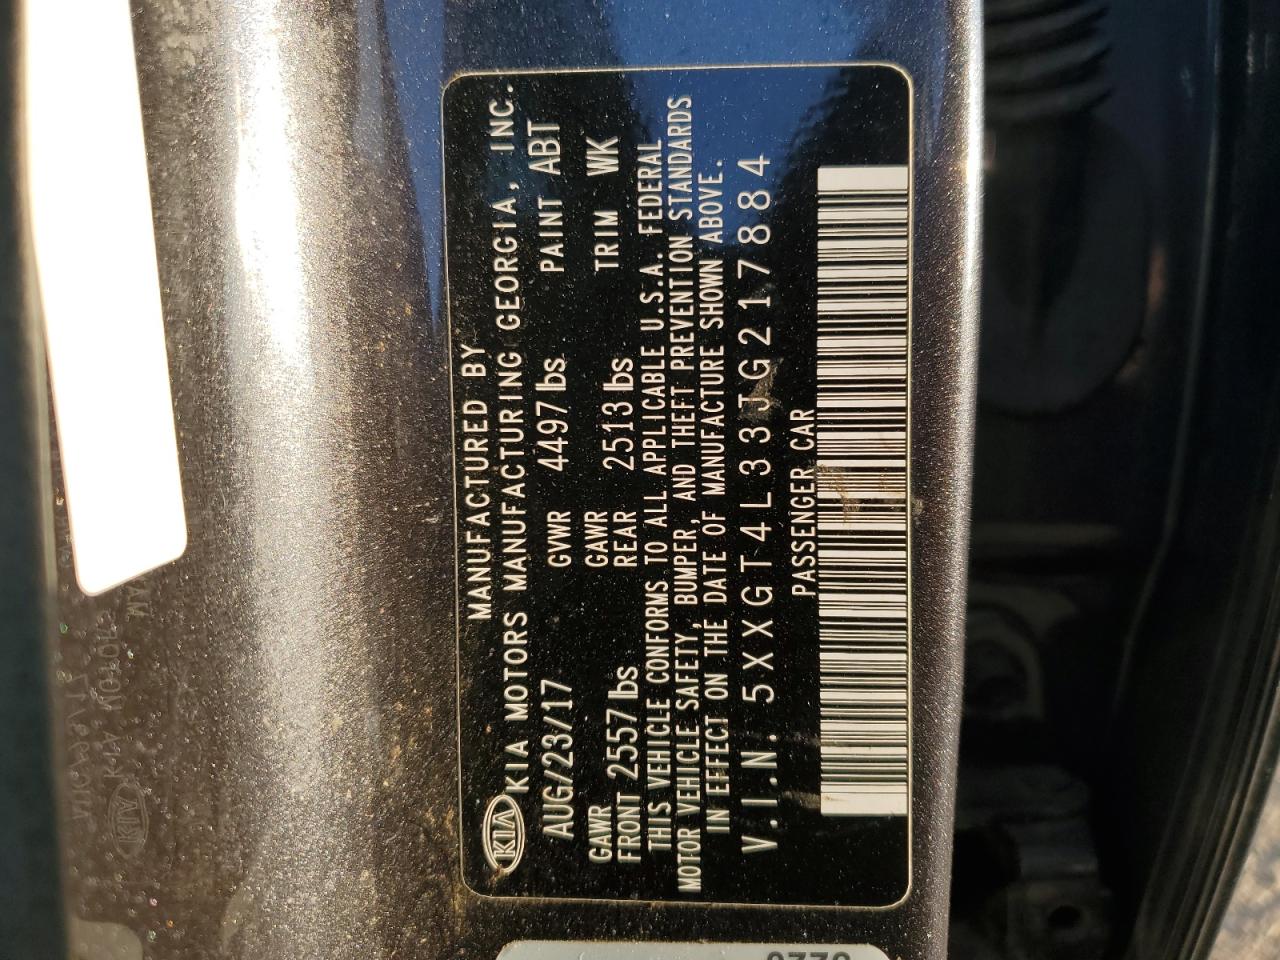 MANUFACTURED BY
KIA KIA MOTORS MANUFACTURING GEORGIA, INC.
AUG/23/17 GVWR 4497 lbs PAINT ABT
GAWR FRONT 2557 lbs GAWR REAR 2513 lbs TRIM WK
THIS VEHICLE CONFORMS TO ALL APPLICABLE U.S.A. FEDERAL
MOTOR VEHICLE SAFETY, BUMPER, AND THEFT PREVENTION STANDARDS
IN EFFECT ON THE DATE OF MANUFACTURE SHOWN ABOVE.
V.I.N. 5XXGT4L33JG217884
PASSENGER CAR